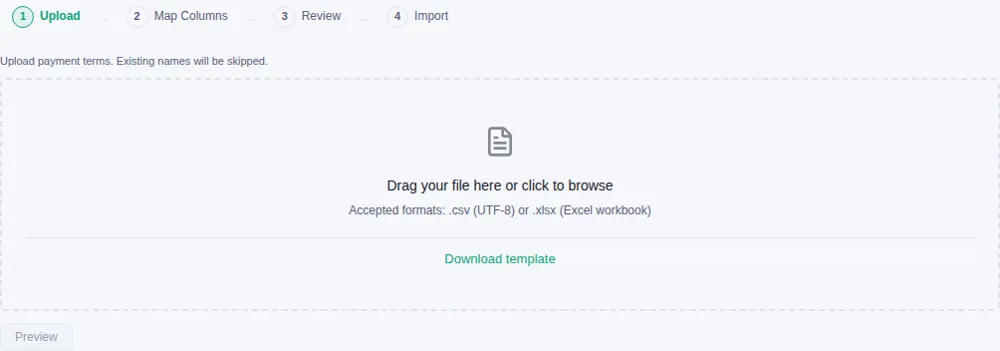 1 Upload 2 Map Columns 3 Review 4 Import
Upload payment terms. Existing names will be skipped.
Drag your file here or click to browse
Accepted formats: .csv (UTF-8) or .xlsx (Excel workbook)
Download template
Preview